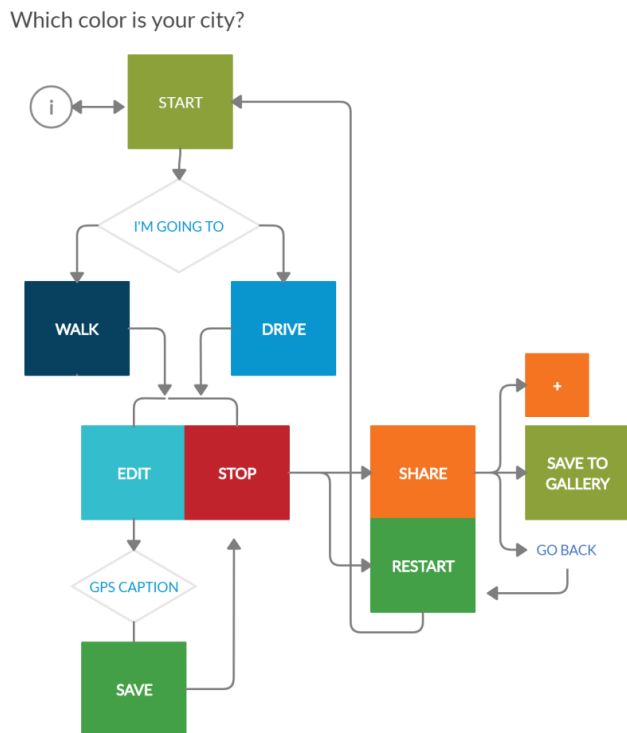 Which color is your city?
i
START
I'M GOING TO
WALK
DRIVE
+
EDIT
STOP
SHARE
SAVE TO
GALLERY
GO BACK
RESTART
GPS CAPTION
SAVE